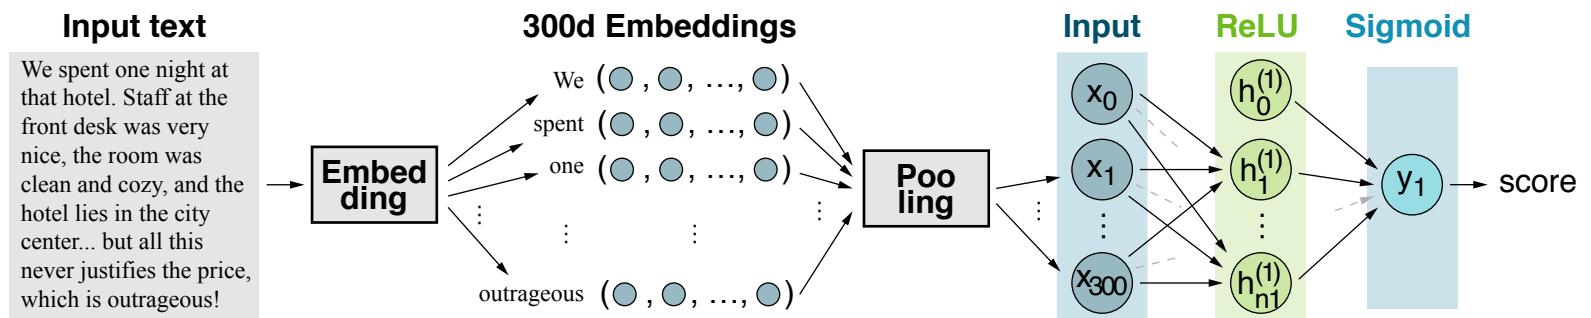 Input text
300d Embeddings
Input
ReLU
Sigmoid
We spent one night at
that hotel. Staff at the
front desk was very
nice, the room was
clean and cozy, and the
hotel lies in the city
center... but all this
never justifies the price,
which is outrageous!
Embed
ding
We ( , , ..., )
spent ( , , ..., )
one ( , , ..., )
outrageous ( , , ..., )
Poo
ling
x0
x1
x300
h0(1)
h1(1)
hn1(1)
y1
score